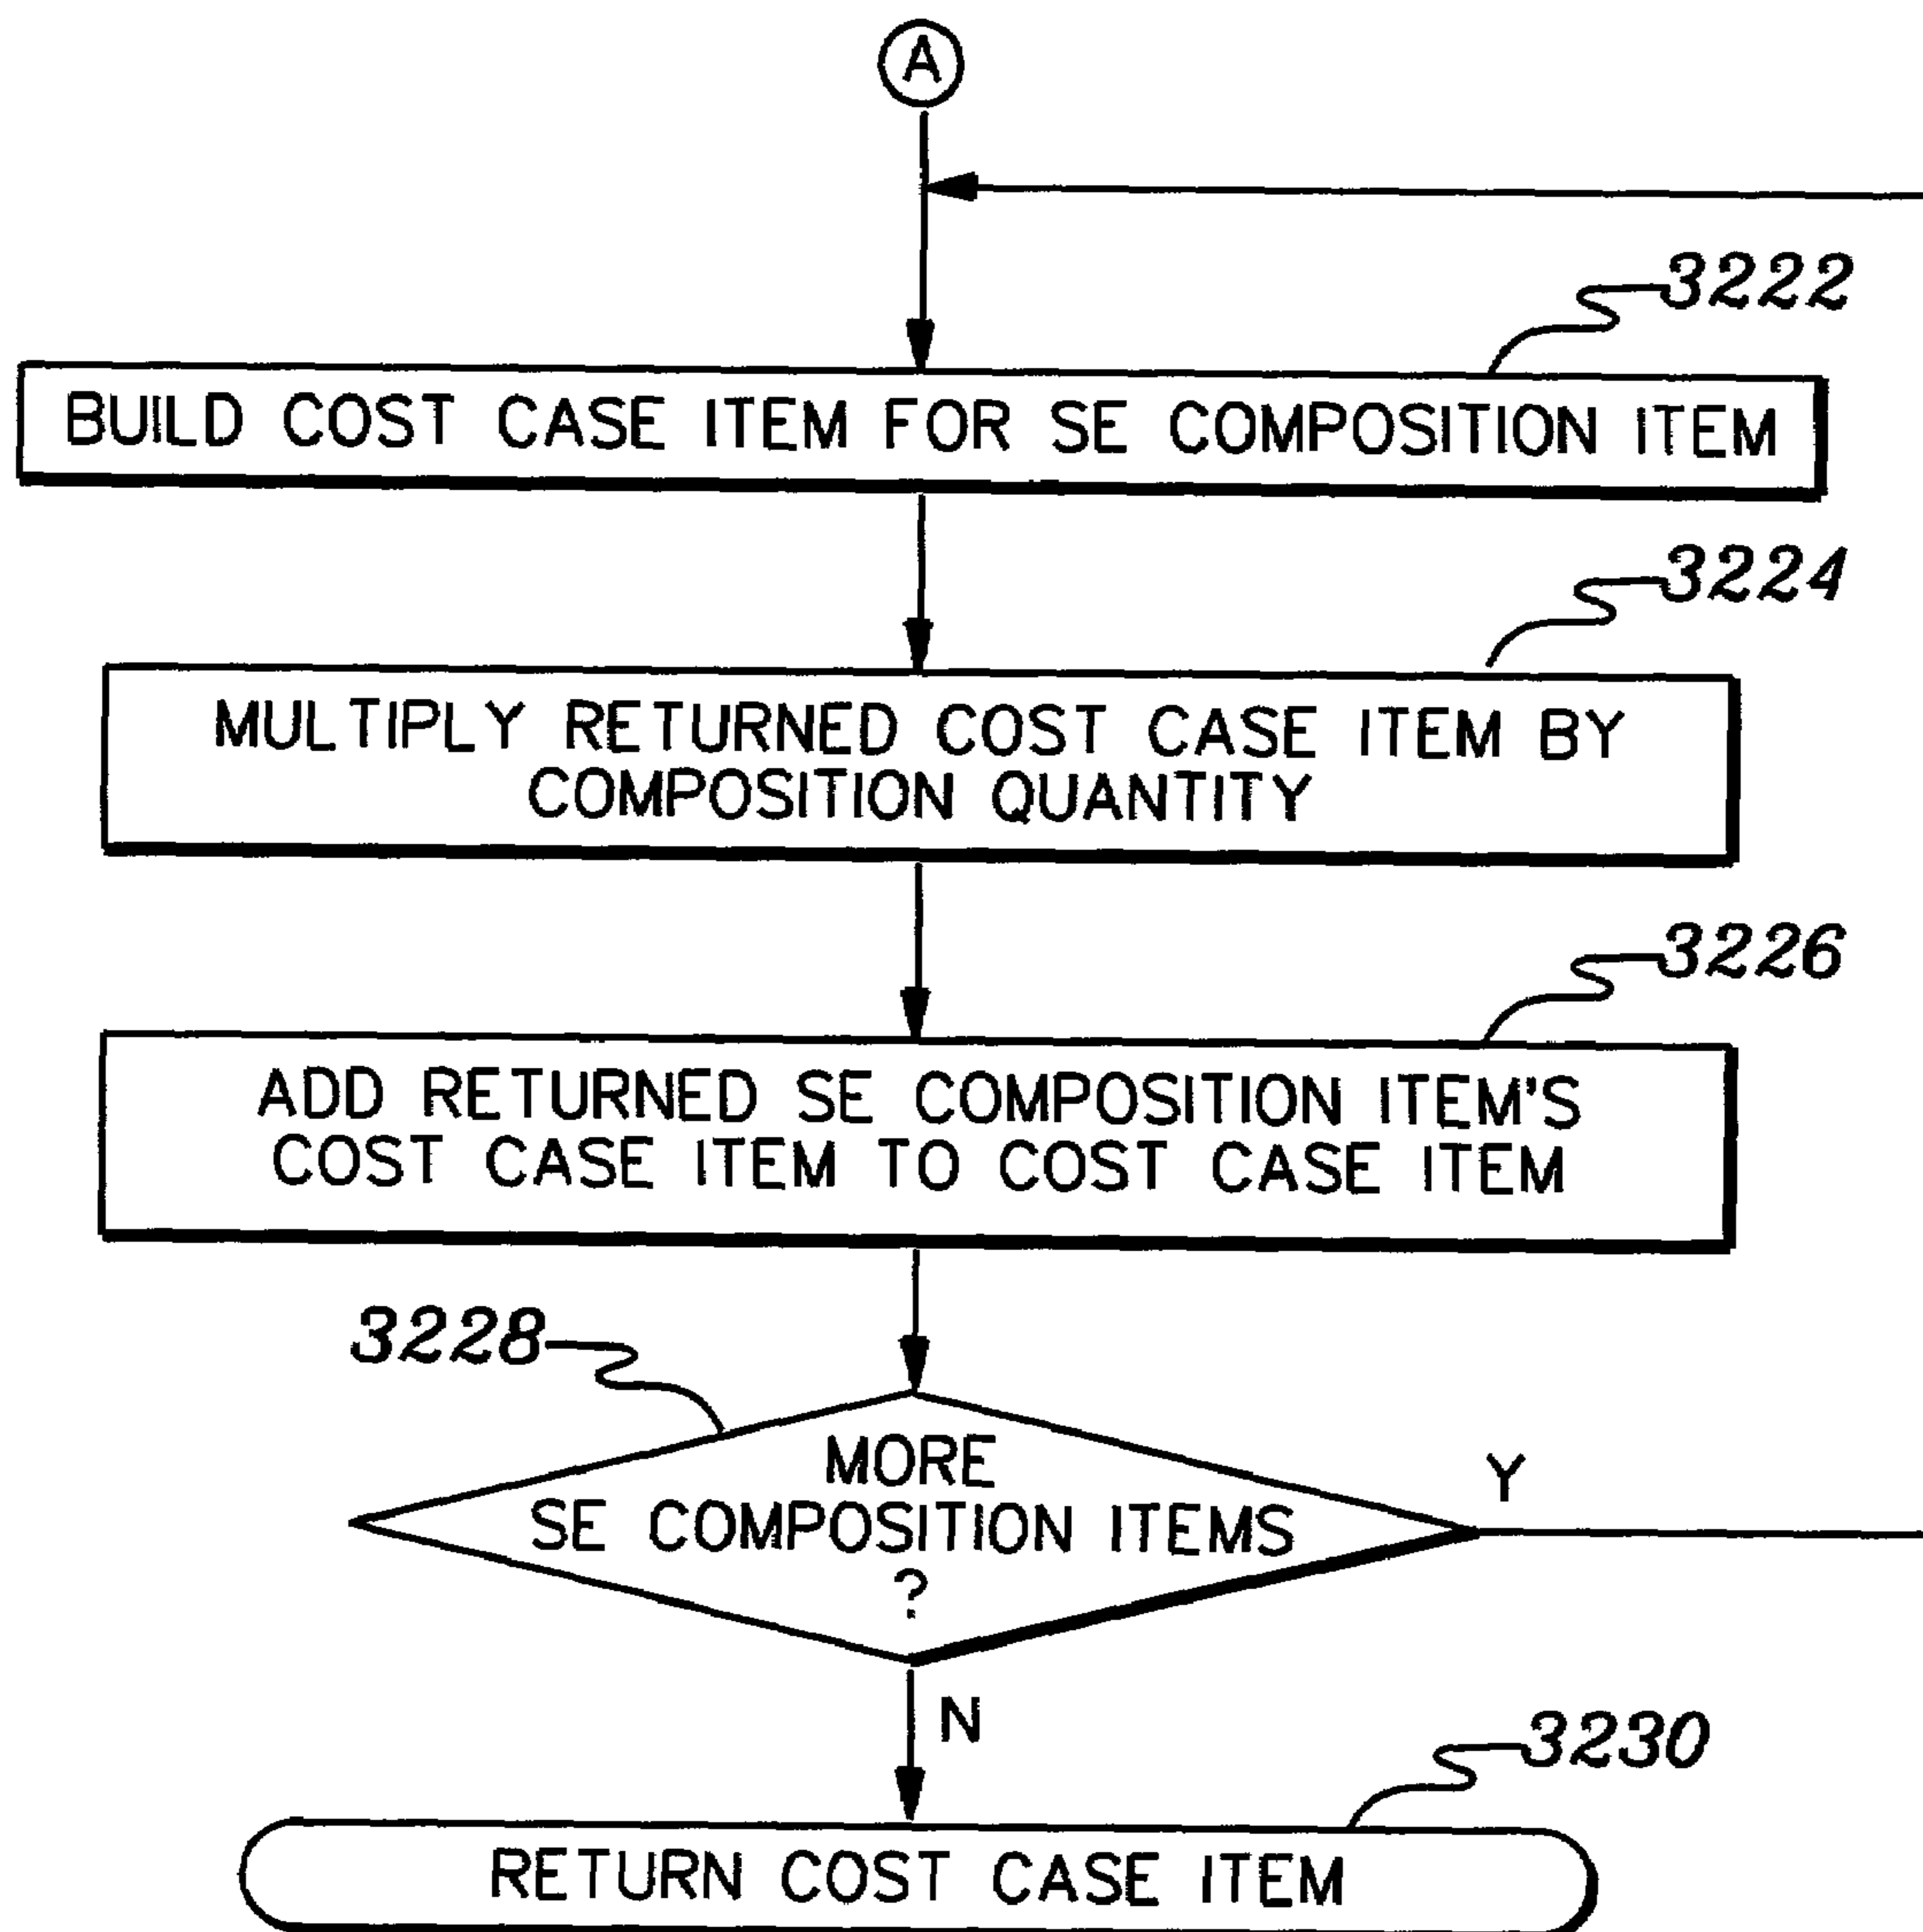 A
3222
BUILD COST CASE ITEM FOR SE COMPOSITION ITEM
3224
MULTIPLY RETURNED COST CASE ITEM BY
COMPOSITION QUANTITY
3226
ADD RETURNED SE COMPOSITION ITEM'S
COST CASE ITEM TO COST CASE ITEM
3228
MORE
SE COMPOSITION ITEMS
?
Y
N
3230
RETURN COST CASE ITEM